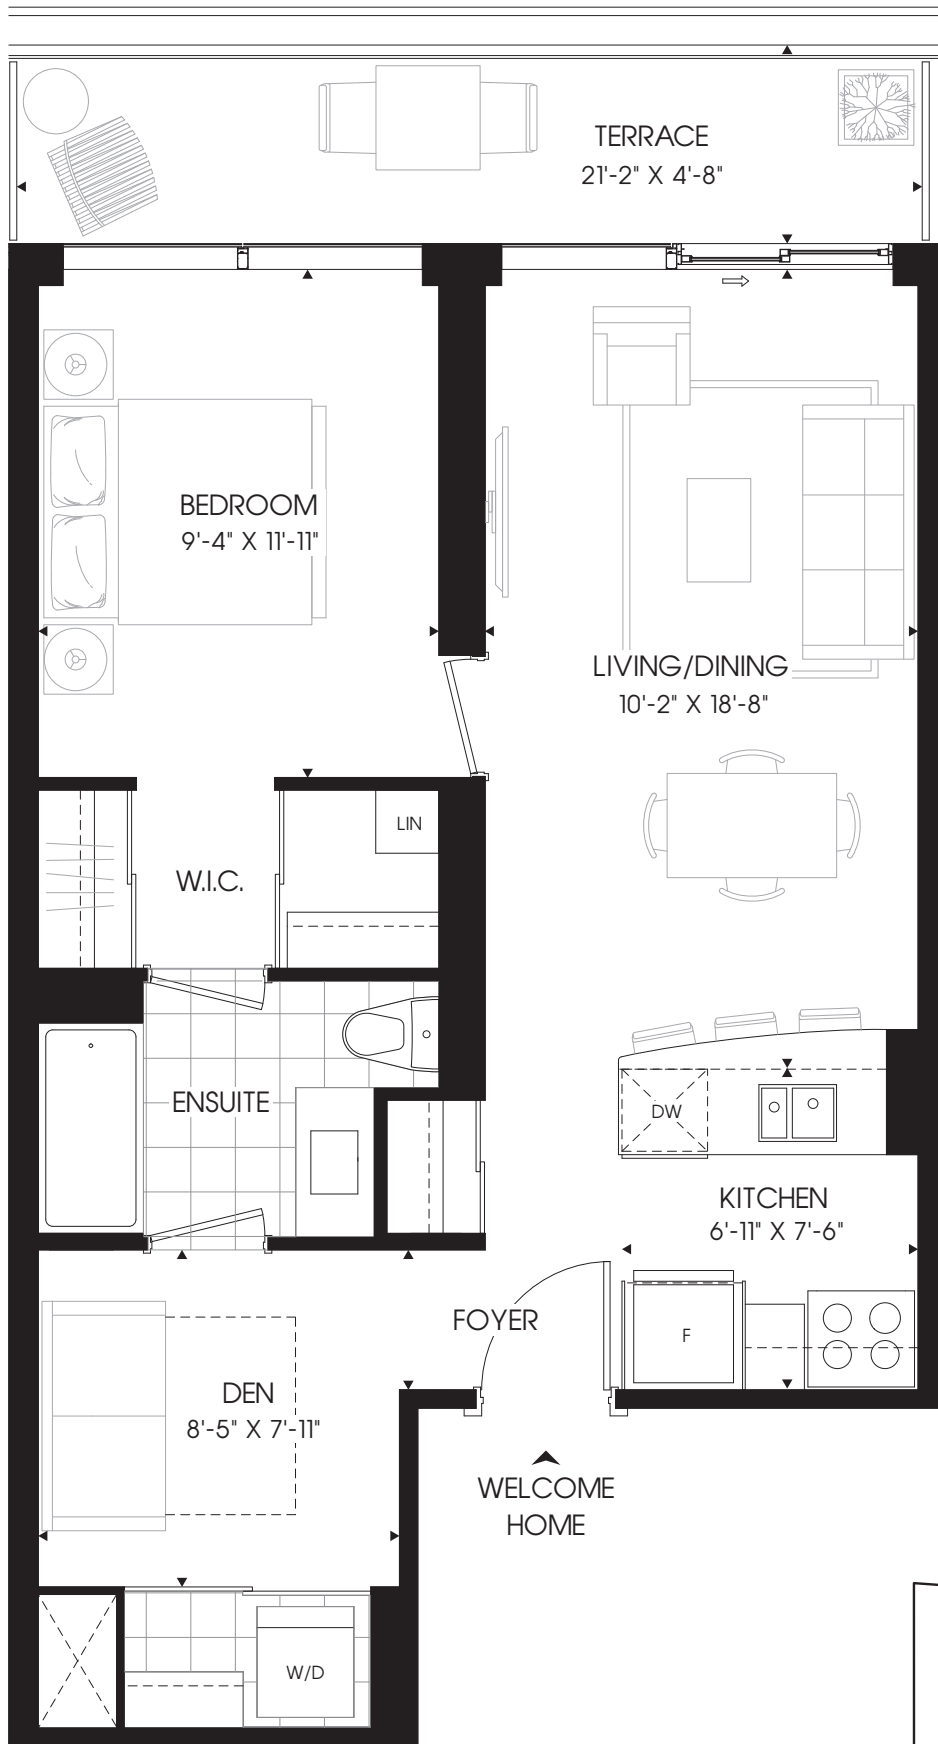 TERRACE
21'-2" X 4'-8"
BEDROOM
9'-4" X 11'-11"
LIVING/DINING
10'-2" X 18'-8"
LIN
W.I.C.
ENSUITE
DW
KITCHEN
6'-11" X 7'-6"
FOYER
F
DEN
8'-5" X 7'-11"
WELCOME
HOME
W/D